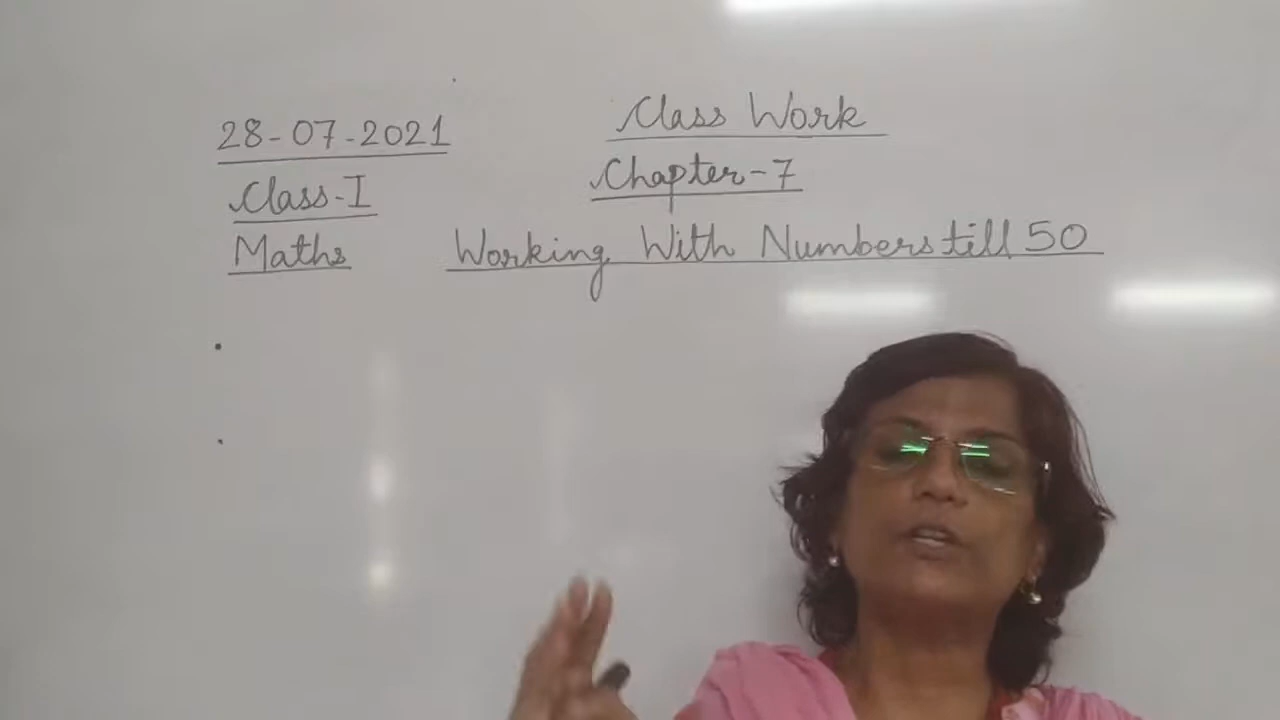 28-07-2021
Class-I
Maths
Class Work
Chapter-7
Working With Numbers till 50